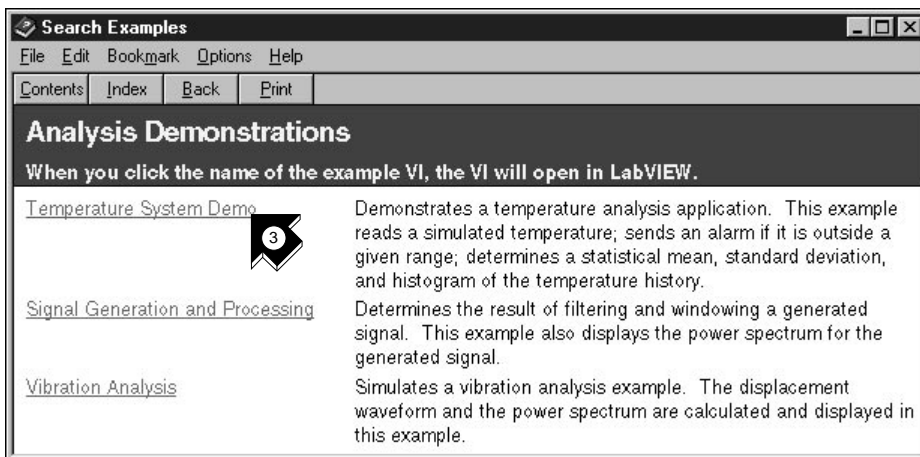 Search Examples
File Edit Bookmark Options Help
Contents Index Back Print
Analysis Demonstrations
When you click the name of the example VI, the VI will open in LabVIEW.
Temperature System Demo
3
Demonstrates a temperature analysis application. This example
reads a simulated temperature; sends an alarm if it is outside a
given range; determines a statistical mean, standard deviation,
and histogram of the temperature history.
Signal Generation and Processing
Determines the result of filtering and windowing a generated
signal. This example also displays the power spectrum for the
generated signal.
Vibration Analysis
Simulates a vibration analysis example. The displacement
waveform and the power spectrum are calculated and displayed in
this example.